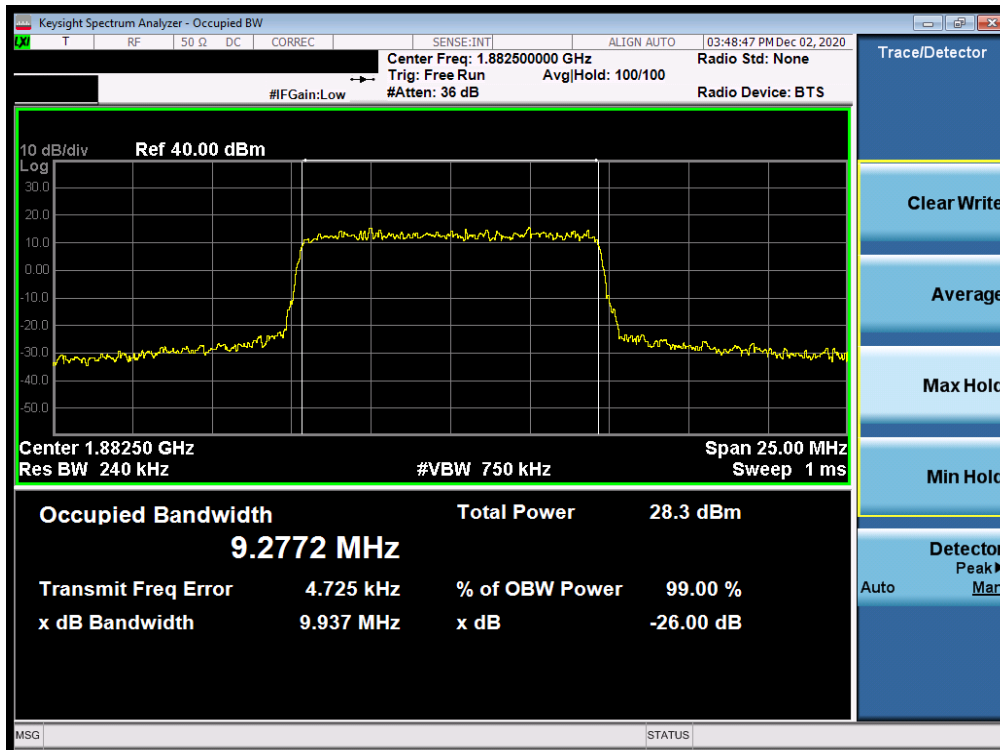 Keysight Spectrum Analyzer - Occupied BW
LXI T RF 50 Ω DC CORREC SENSE:INT ALIGN AUTO 03:48:47 PM Dec 02, 2020
Center Freq: 1.882500000 GHz Radio Std: None
Trig: Free Run Avg|Hold: 100/100
#IFGain:Low #Atten: 36 dB Radio Device: BTS
10 dB/div Ref 40.00 dBm
Log
30.0
20.0
10.0
0.00
-10.0
-20.0
-30.0
-40.0
-50.0
Center 1.88250 GHz Span 25.00 MHz
Res BW 240 kHz #VBW 750 kHz Sweep 1 ms
Occupied Bandwidth Total Power 28.3 dBm
9.2772 MHz
Transmit Freq Error 4.725 kHz % of OBW Power 99.00 %
x dB Bandwidth 9.937 MHz x dB -26.00 dB
MSG STATUS
Trace/Detector
Clear Write
Average
Max Hold
Min Hold
Detector
Peak
Auto Man